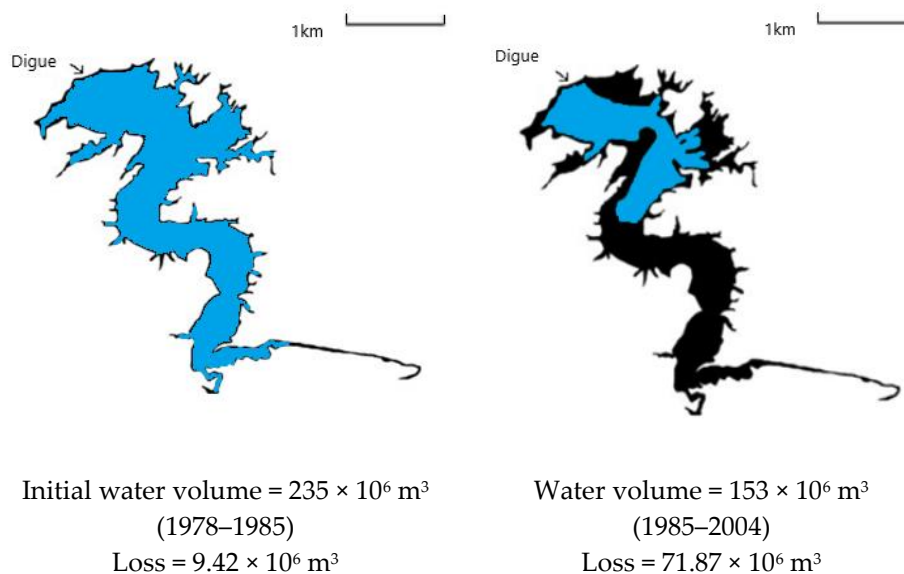 1km
Digue
1km
Digue
Initial water volume = 235 × 10⁶ m³
(1978–1985)
Loss = 9.42 × 10⁶ m³
Water volume = 153 × 10⁶ m³
(1985–2004)
Loss = 71.87 × 10⁶ m³